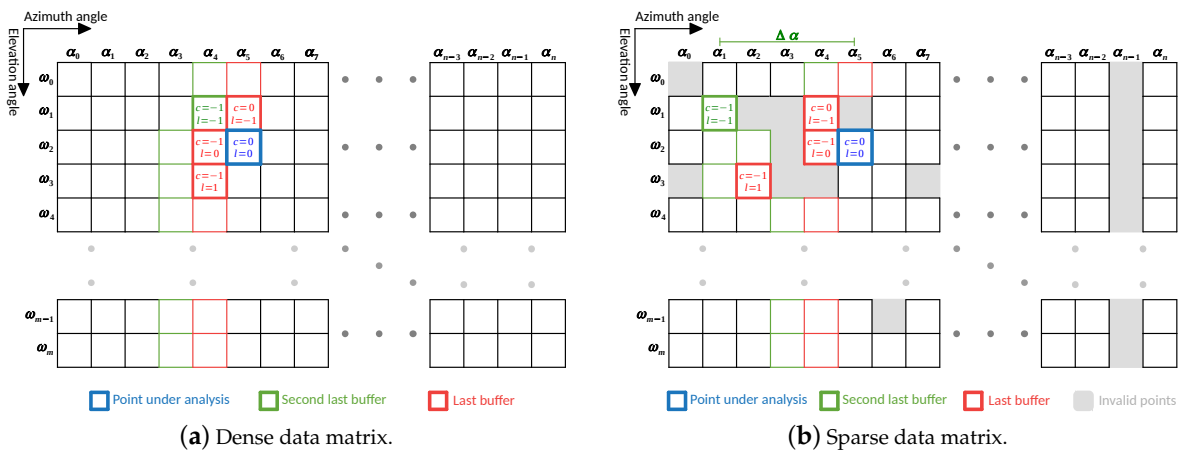 Azimuth angle
Elevation angle
α0 α1 α2 α3 α4 α5 α6 α7 αn−3 αn−2 αn−1 αn
ω0
ω1
c=−1 l=−1
c=0 l=−1
ω2
c=−1 l=0
c=0 l=0
ω3
c=−1 l=1
ω4
ωm−1
ωm
Point under analysis
Second last buffer
Last buffer
(a) Dense data matrix.
Azimuth angle
Elevation angle
Δ α
α0 α1 α2 α3 α4 α5 α6 α7 αn−3 αn−2 αn−1 αn
ω0
ω1
c=−1 l=−1
c=0 l=−1
ω2
c=−1 l=0
c=0 l=0
ω3
c=−1 l=1
ω4
ωm−1
ωm
Point under analysis
Second last buffer
Last buffer
Invalid points
(b) Sparse data matrix.